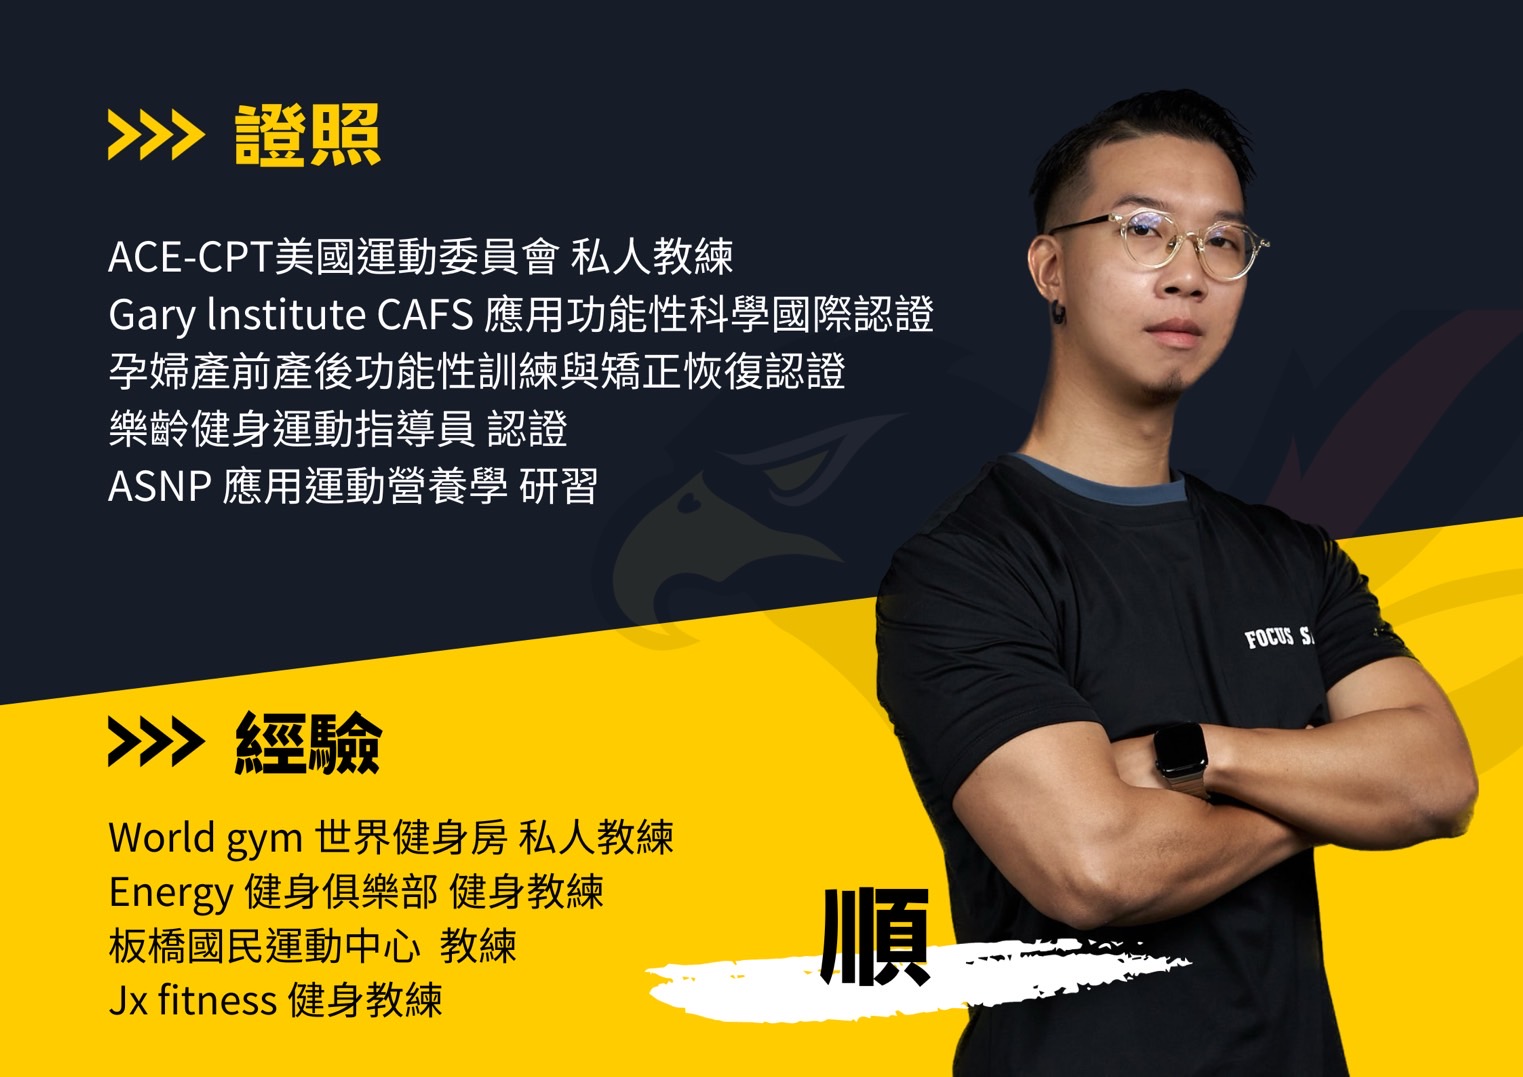 >>> 證照
ACE-CPT美國運動委員會 私人教練
Gary lnstitute CAFS 應用功能性科學國際認證
孕婦產前產後功能性訓練與矯正恢復認證
樂齡健身運動指導員 認證
ASNP 應用運動營養學 研習
FOCUS
>>> 經驗
World gym 世界健身房 私人教練
Energy 健身俱樂部 健身教練
板橋國民運動中心 教練
Jx fitness 健身教練
順